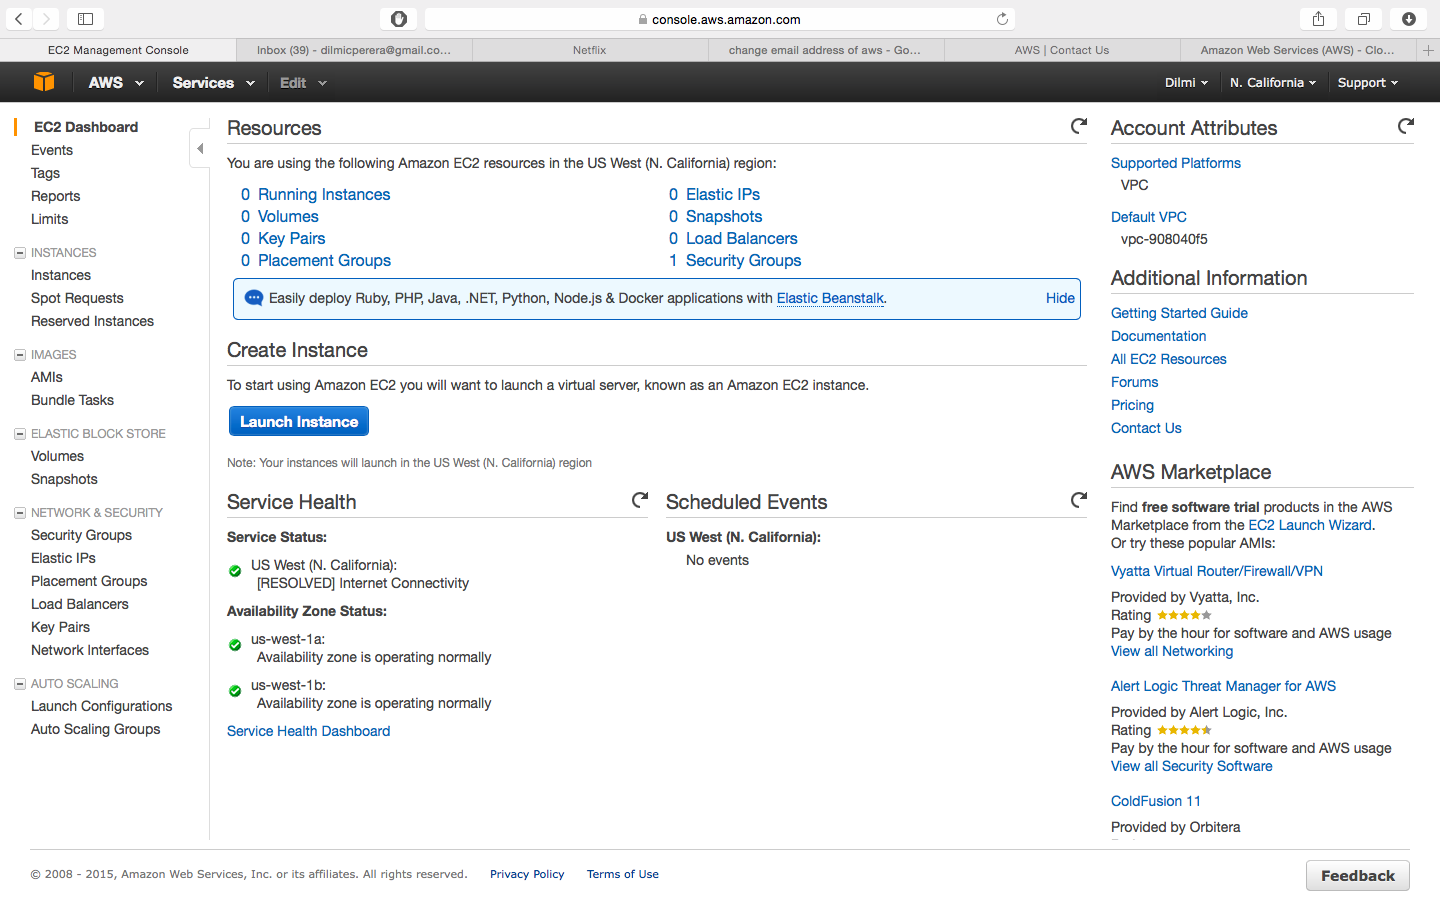 console.aws.amazon.com
EC2 Management Console
Inbox (39) - dilmicperera@gmail.co...
Netflix
change email address of aws - Go...
AWS | Contact Us
Amazon Web Services (AWS) - Clo...
AWS
Services
Edit
Dilmi
N. California
Support
EC2 Dashboard
Events
Tags
Reports
Limits
INSTANCES
Instances
Spot Requests
Reserved Instances
IMAGES
AMIs
Bundle Tasks
ELASTIC BLOCK STORE
Volumes
Snapshots
NETWORK & SECURITY
Security Groups
Elastic IPs
Placement Groups
Load Balancers
Key Pairs
Network Interfaces
AUTO SCALING
Launch Configurations
Auto Scaling Groups
Resources
You are using the following Amazon EC2 resources in the US West (N. California) region:
0 Running Instances
0 Elastic IPs
0 Volumes
0 Snapshots
0 Key Pairs
0 Load Balancers
0 Placement Groups
1 Security Groups
Easily deploy Ruby, PHP, Java, .NET, Python, Node.js & Docker applications with Elastic Beanstalk.
Hide
Create Instance
To start using Amazon EC2 you will want to launch a virtual server, known as an Amazon EC2 instance.
Launch Instance
Note: Your instances will launch in the US West (N. California) region
Service Health
Service Status:
US West (N. California):
[RESOLVED] Internet Connectivity
Availability Zone Status:
us-west-1a:
Availability zone is operating normally
us-west-1b:
Availability zone is operating normally
Service Health Dashboard
Scheduled Events
US West (N. California):
No events
Account Attributes
Supported Platforms
VPC
Default VPC
vpc-908040f5
Additional Information
Getting Started Guide
Documentation
All EC2 Resources
Forums
Pricing
Contact Us
AWS Marketplace
Find free software trial products in the AWS
Marketplace from the EC2 Launch Wizard.
Or try these popular AMIs:
Vyatta Virtual Router/Firewall/VPN
Provided by Vyatta, Inc.
Rating
Pay by the hour for software and AWS usage
View all Networking
Alert Logic Threat Manager for AWS
Provided by Alert Logic, Inc.
Rating
Pay by the hour for software and AWS usage
View all Security Software
ColdFusion 11
Provided by Orbitera
© 2008 - 2015, Amazon Web Services, Inc. or its affiliates. All rights reserved.
Privacy Policy
Terms of Use
Feedback